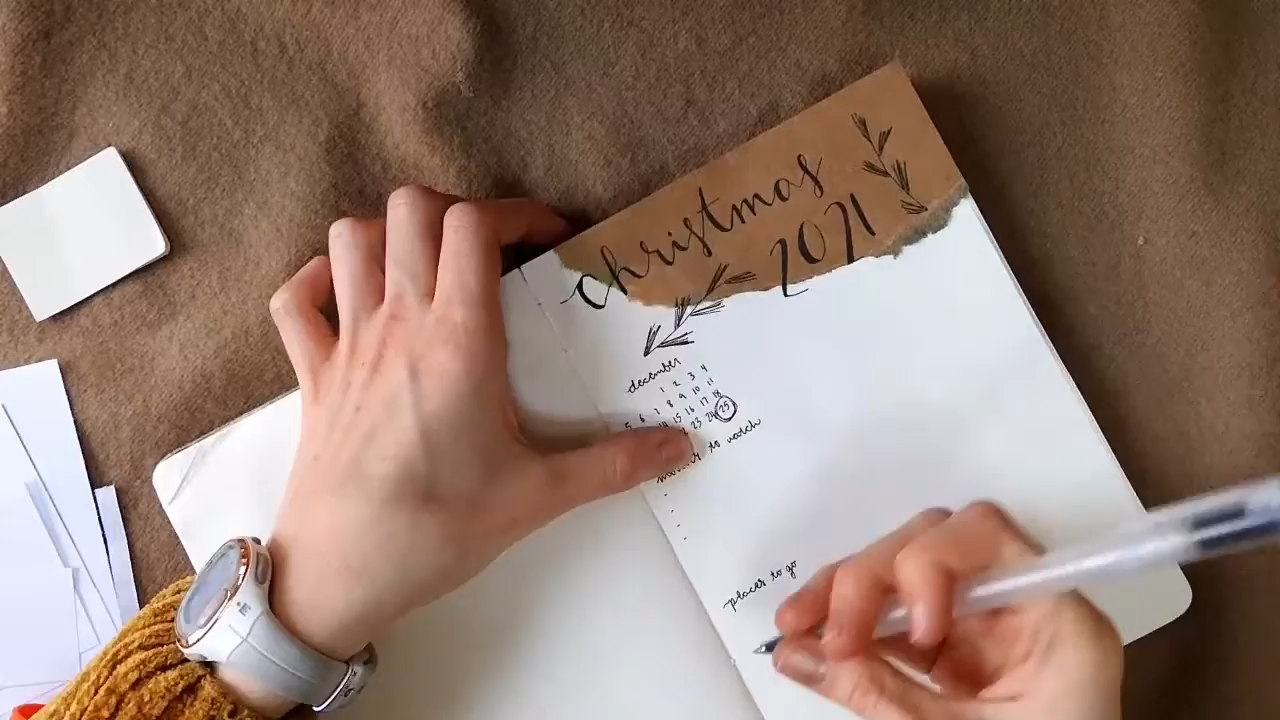 christmas
2021
december
1 2 3 4
5 6 7 8 9 10 11
14 15 16 17 18
23 24 25
to watch
places to go